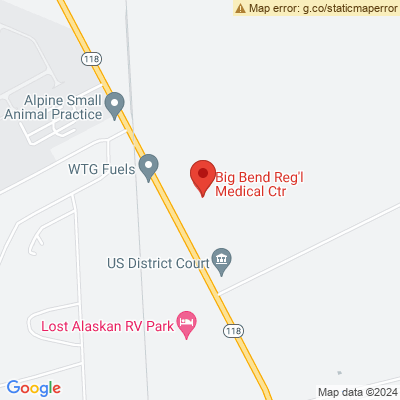 Map error: g.co/staticmaperror
118
Alpine Small
Animal Practice
WTG Fuels
Big Bend Reg'l
Medical Ctr
US District Court
Lost Alaskan RV Park
118
Google
Map data ©2024